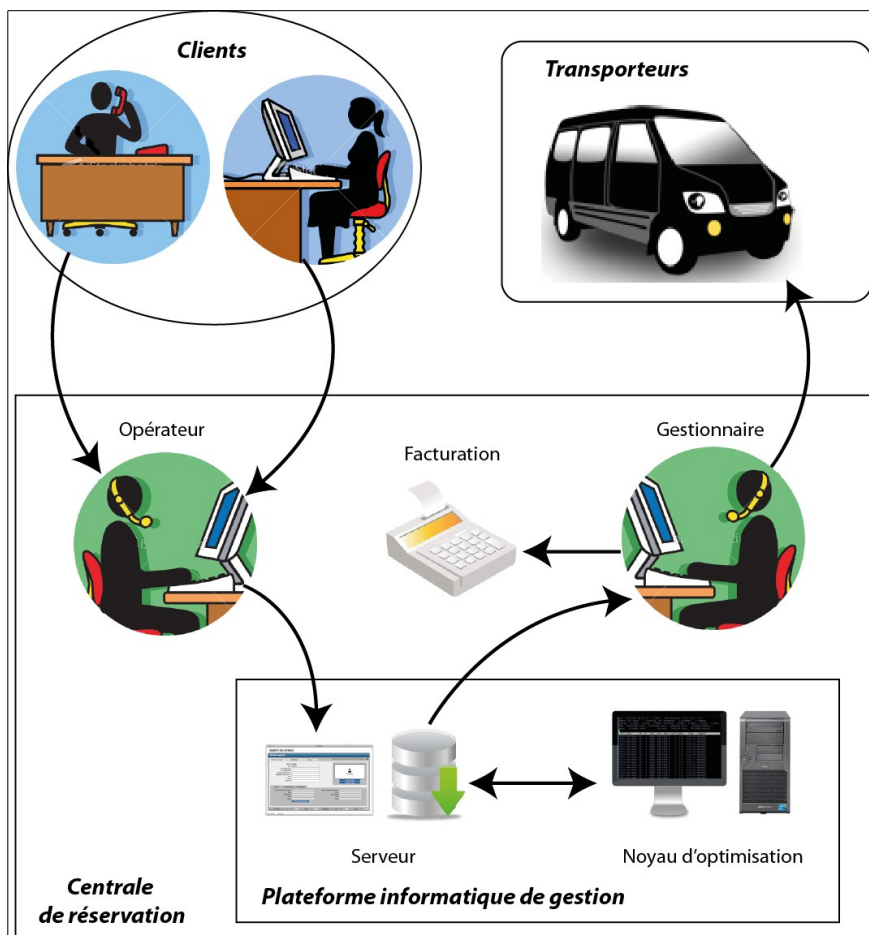 Clients
Transporteurs
Opérateur
Facturation
Gestionnaire
Serveur
Noyau d'optimisation
Centrale
de réservation
Plateforme informatique de gestion